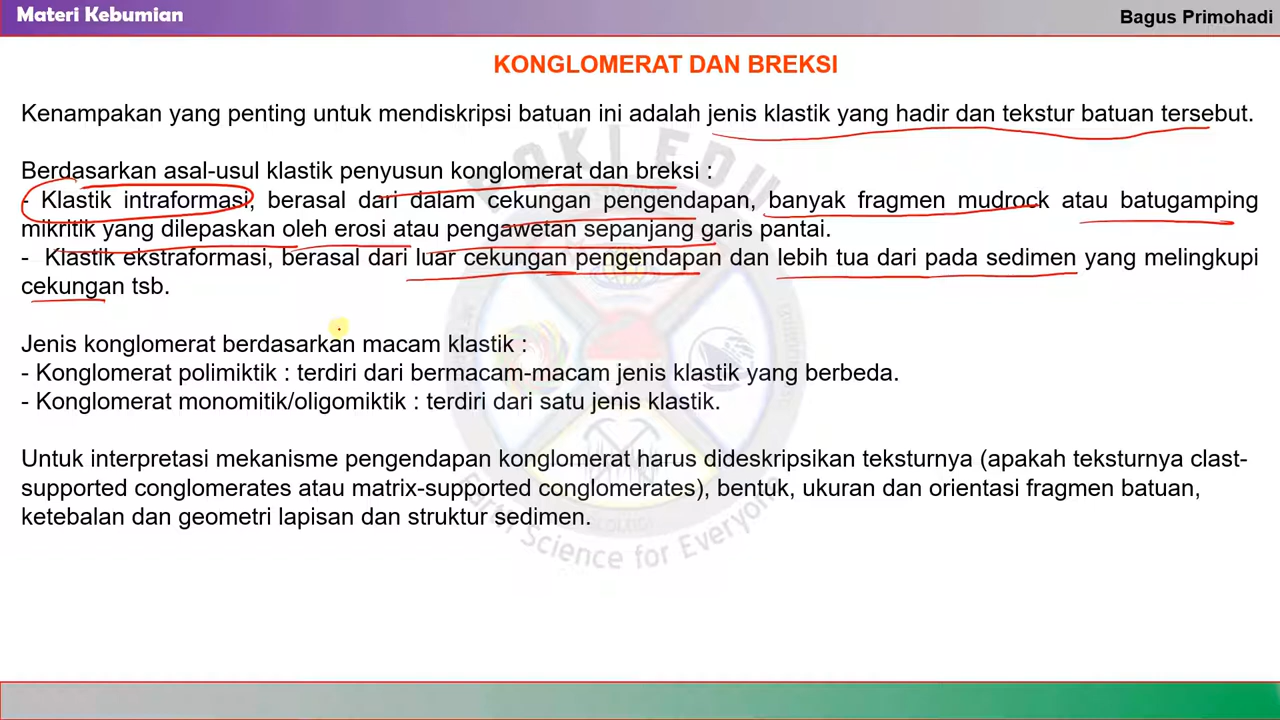 Materi Kebumian
Bagus Primohadi
KONGLOMERAT DAN BREKSI
Kenampakan yang penting untuk mendiskripsi batuan ini adalah jenis klastik yang hadir dan tekstur batuan tersebut.
Berdasarkan asal-usul klastik penyusun konglomerat dan breksi :
- Klastik intraformasi, berasal dari dalam cekungan pengendapan, banyak fragmen mudrock atau batugamping
mikritik yang dilepaskan oleh erosi atau pengawetan sepanjang garis pantai.
- Klastik ekstraformasi, berasal dari luar cekungan pengendapan dan lebih tua dari pada sedimen yang melingkupi
cekungan tsb.
Jenis konglomerat berdasarkan macam klastik :
- Konglomerat polimiktik : terdiri dari bermacam-macam jenis klastik yang berbeda.
- Konglomerat monomitik/oligomiktik : terdiri dari satu jenis klastik.
Untuk interpretasi mekanisme pengendapan konglomerat harus dideskripsikan teksturnya (apakah teksturnya clast-
supported conglomerates atau matrix-supported conglomerates), bentuk, ukuran dan orientasi fragmen batuan,
ketebalan dan geometri lapisan dan struktur sedimen.
Science for Everyone